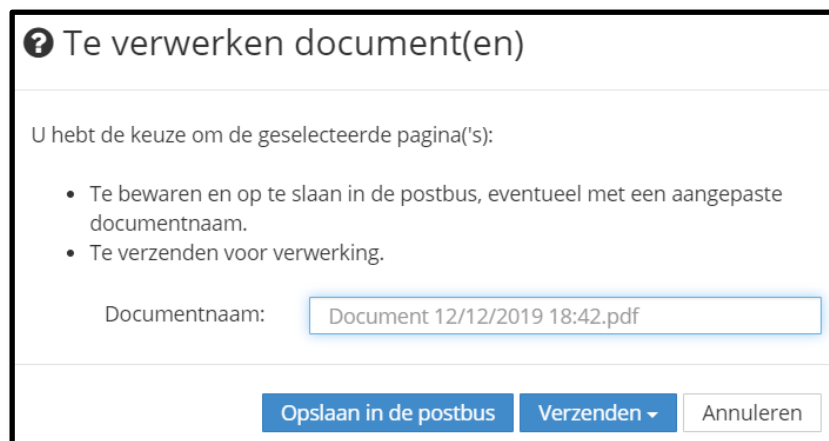 Te verwerken document(en)
U hebt de keuze om de geselecteerde pagina('s):
• Te bewaren en op te slaan in de postbus, eventueel met een aangepaste
documentnaam.
• Te verzenden voor verwerking.
Documentnaam: Document 12/12/2019 18:42.pdf
Opslaan in de postbus Verzenden Annuleren